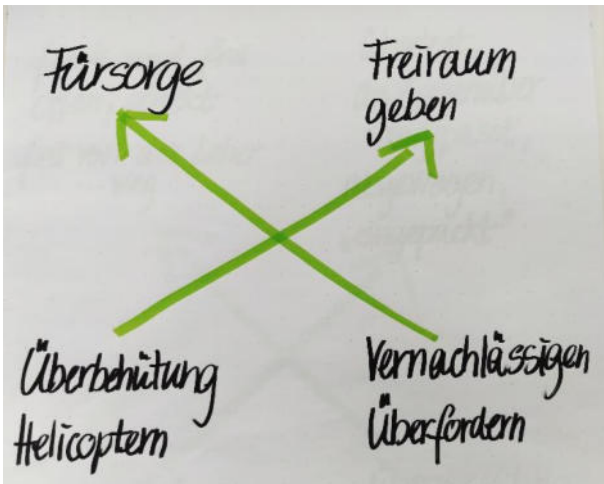 Fürsorge
Freiraum
geben
Überbehütung
Helicoptern
Vernachlässigen
Überfordern